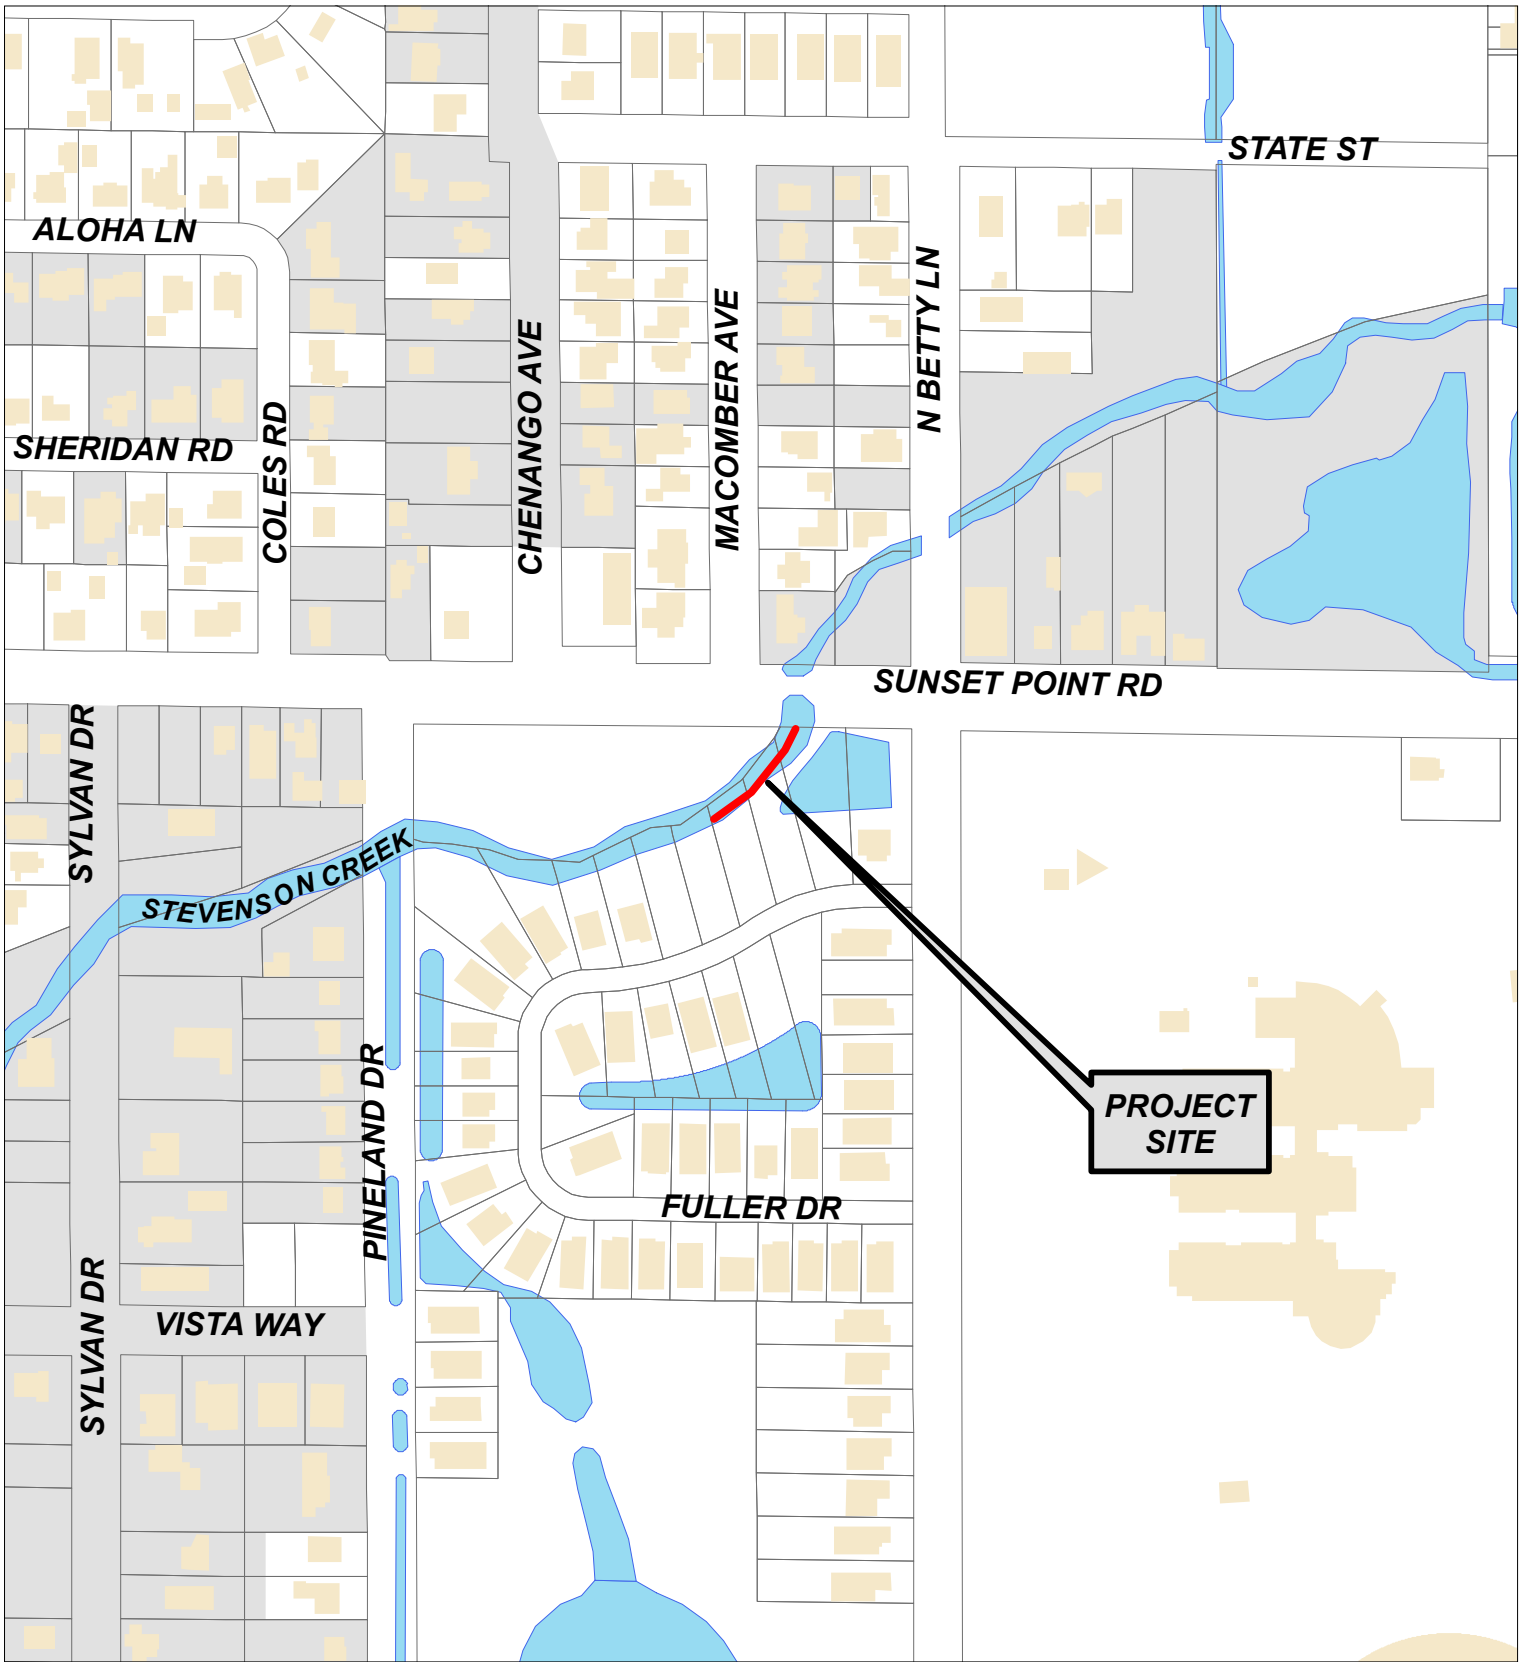 STATE ST
ALOHA LN
N BETTY LN
MACOMBER AVE
CHENANGO AVE
COLES RD
SHERIDAN RD
SUNSET POINT RD
SYLVAN DR
STEVENSON CREEK
PINELAND DR
PROJECT
SITE
FULLER DR
SYLVAN DR
VISTA WAY